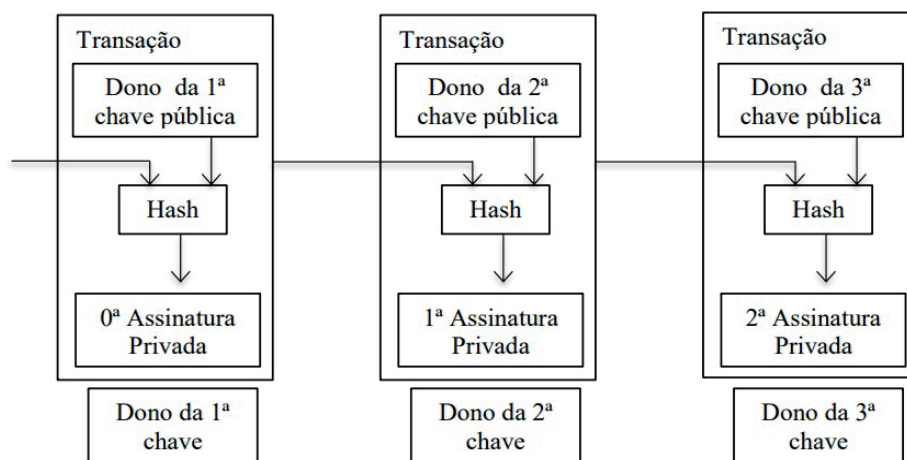 Transação
Dono da 1ª
chave pública
Hash
0ª Assinatura
Privada
Dono da 1ª
chave
Transação
Dono da 2ª
chave pública
Hash
1ª Assinatura
Privada
Dono da 2ª
chave
Transação
Dono da 3ª
chave pública
Hash
2ª Assinatura
Privada
Dono da 3ª
chave